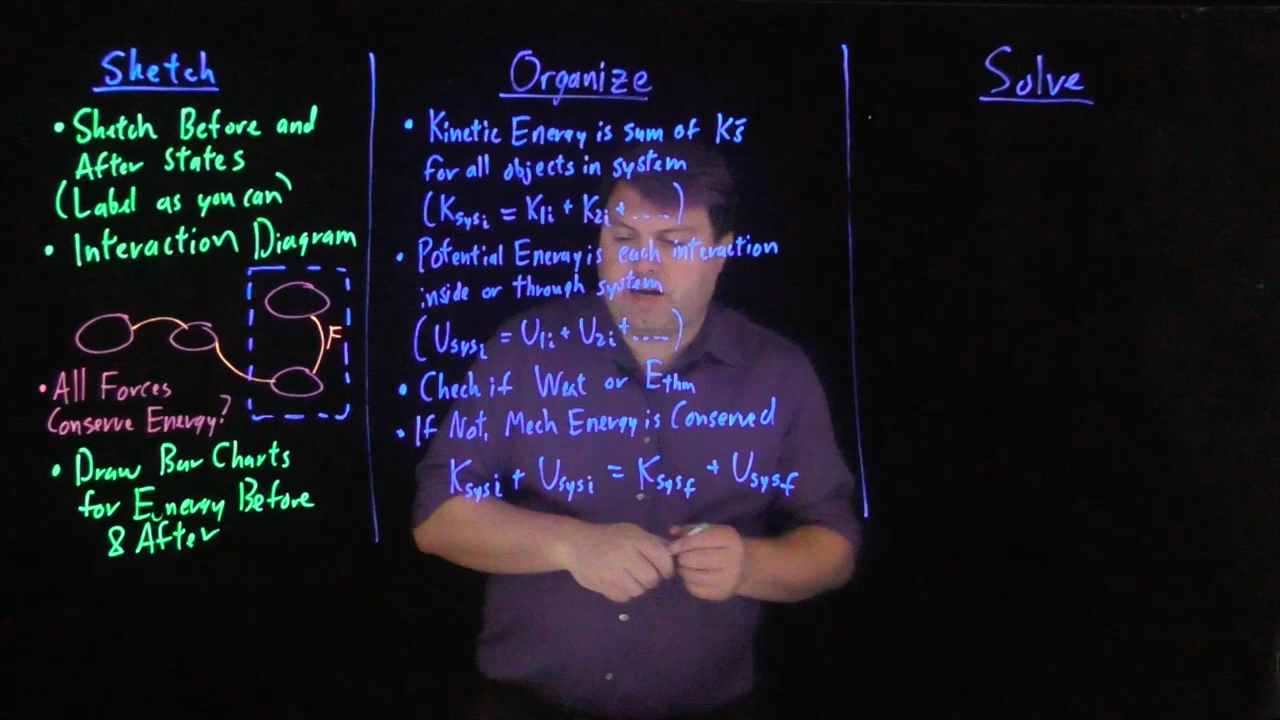 Sketch
• Sketch Before and
After States
(Label as you can)
• Interaction Diagram
F
• All Forces
Conserve Energy?
• Draw Bar Charts
for Energy Before
& After
Organize
• Kinetic Energy is sum of K's
for all objects in system
(Ksysi = K1i + K2i + ....)
• Potential Energy is each interaction
inside or through system
(Usysi = U1i + U2i + ....)
• Check if Wext or Ethm
• If Not, Mech Energy is Conserved
Ksysi + Usysi = Ksysf + Usysf
Solve